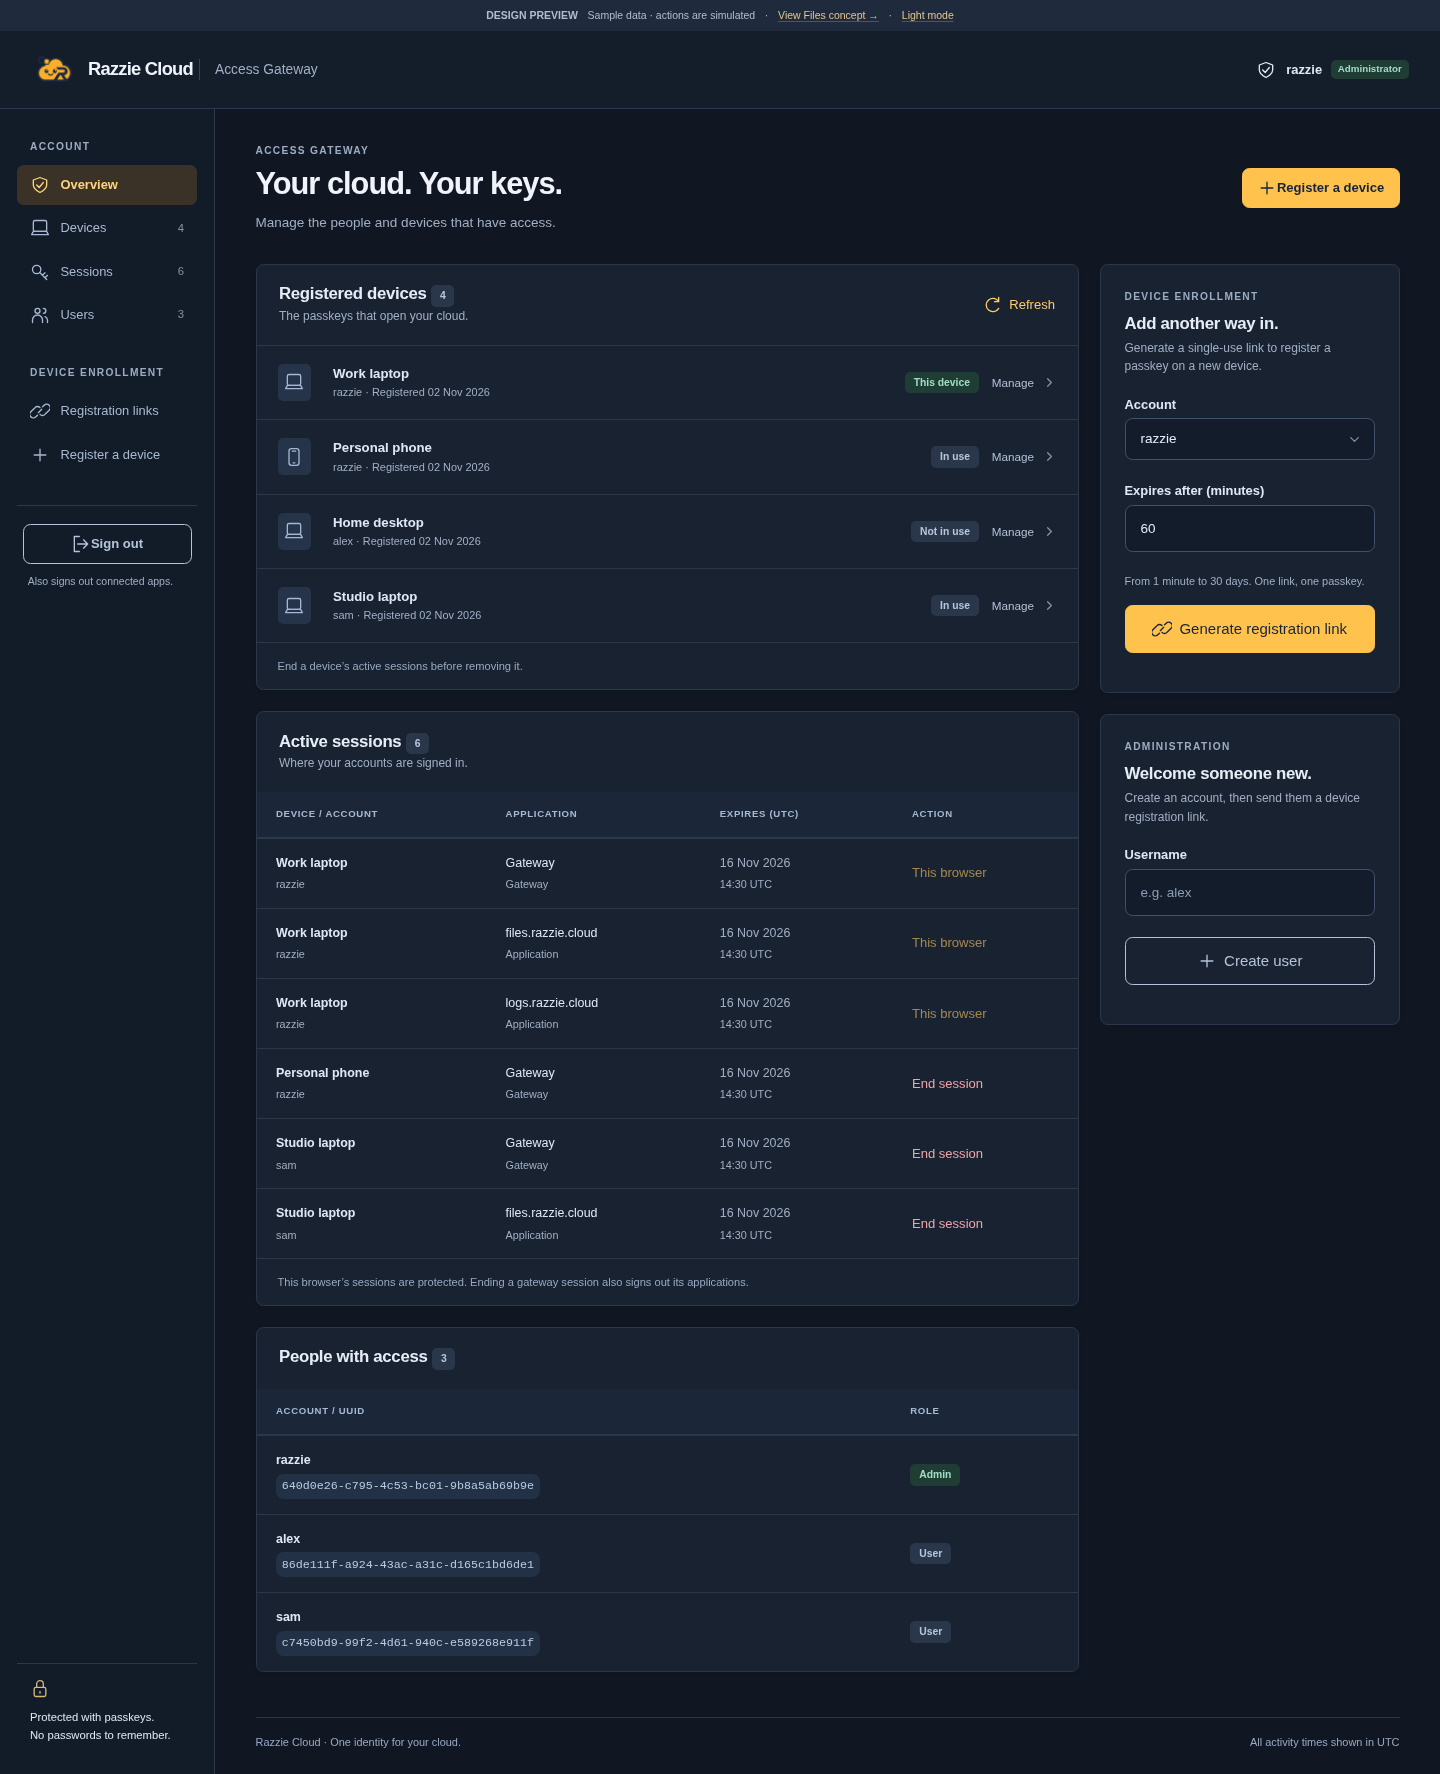 DESIGN PREVIEW Sample data · actions are simulated · View Files concept → · Light mode
Razzie Cloud Access Gateway
razzie Administrator
ACCOUNT
Overview
Devices 4
Sessions 6
Users 3
DEVICE ENROLLMENT
Registration links
Register a device
Sign out
Also signs out connected apps.
Protected with passkeys.
No passwords to remember.
ACCESS GATEWAY
Your cloud. Your keys.
Manage the people and devices that have access.
Register a device
Registered devices 4
The passkeys that open your cloud.
Refresh
Work laptop
razzie · Registered 02 Nov 2026
This device Manage
Personal phone
razzie · Registered 02 Nov 2026
In use Manage
Home desktop
alex · Registered 02 Nov 2026
Not in use Manage
Studio laptop
sam · Registered 02 Nov 2026
In use Manage
End a device’s active sessions before removing it.
Active sessions 6
Where your accounts are signed in.
DEVICE / ACCOUNT APPLICATION EXPIRES (UTC) ACTION
Work laptop Gateway 16 Nov 2026 This browser
razzie Gateway 14:30 UTC
Work laptop files.razzie.cloud 16 Nov 2026 This browser
razzie Application 14:30 UTC
Work laptop logs.razzie.cloud 16 Nov 2026 This browser
razzie Application 14:30 UTC
Personal phone Gateway 16 Nov 2026 End session
razzie Gateway 14:30 UTC
Studio laptop Gateway 16 Nov 2026 End session
sam Gateway 14:30 UTC
Studio laptop files.razzie.cloud 16 Nov 2026 End session
sam Application 14:30 UTC
This browser’s sessions are protected. Ending a gateway session also signs out its applications.
People with access 3
ACCOUNT / UUID ROLE
razzie
640d0e26-c795-4c53-bc01-9b8a5ab69b9e
Admin
alex
86de111f-a924-43ac-a31c-d165c1bd6de1
User
sam
c7450bd9-99f2-4d61-940c-e589268e911f
User
DEVICE ENROLLMENT
Add another way in.
Generate a single-use link to register a
passkey on a new device.
Account
razzie
Expires after (minutes)
60
From 1 minute to 30 days. One link, one passkey.
Generate registration link
ADMINISTRATION
Welcome someone new.
Create an account, then send them a device
registration link.
Username
e.g. alex
Create user
Razzie Cloud · One identity for your cloud.
All activity times shown in UTC